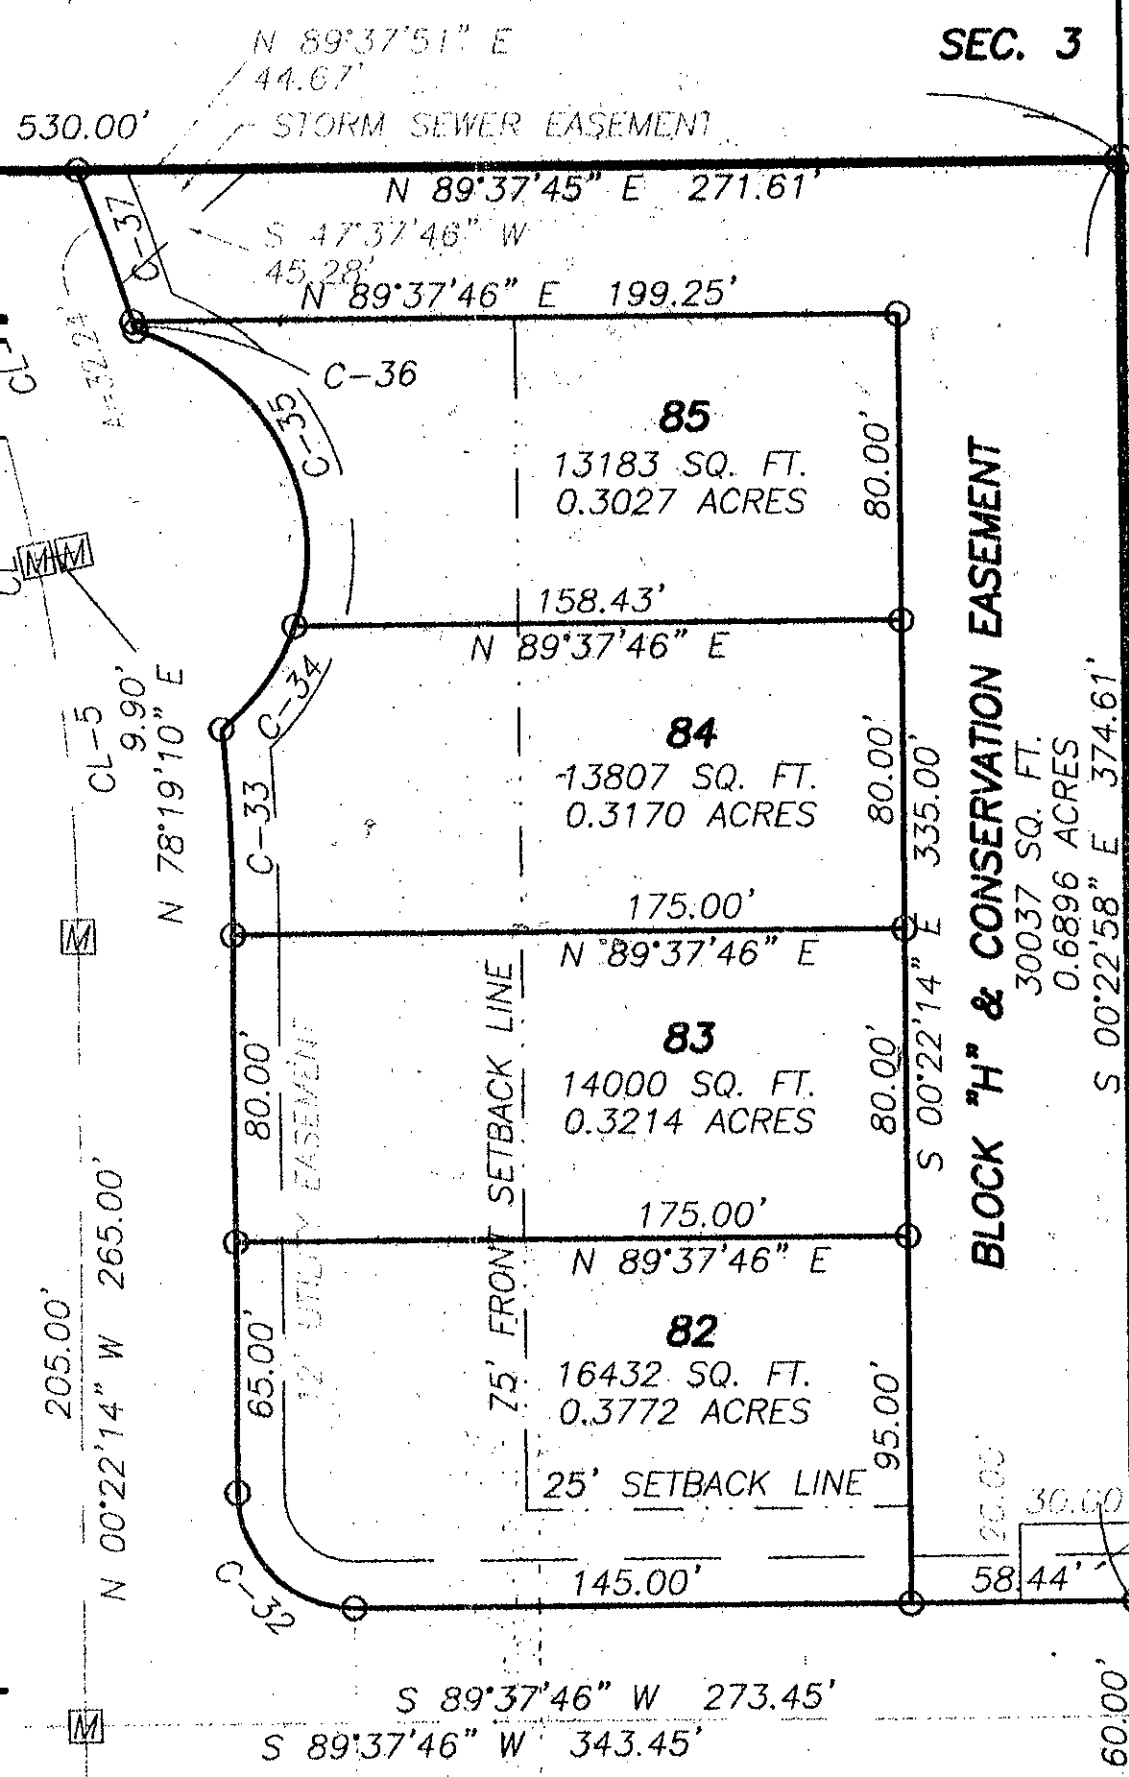 N 89°37'51" E
44.67'
SEC. 3
530.00'
STORM SEWER EASEMENT
N 89°37'45" E 271.61'
C-37
S 47°37'46" W
45.28'
N 89°37'46" E 199.25'
A=32.24'
C-36
C-35
85
13183 SQ. FT.
0.3027 ACRES
80.00'
158.43'
N 89°37'46" E
C-34
CL-5
9.90'
N 78°19'10" E
84
13807 SQ. FT.
0.3170 ACRES
80.00'
335.00'
S 00°22'14" E
C-33
BLOCK "H" & CONSERVATION EASEMENT
30037 SQ. FT.
0.6896 ACRES
S 00°22'58" E 374.61'
M
M
M
175.00'
N 89°37'46" E
83
14000 SQ. FT.
0.3214 ACRES
80.00'
80.00'
12' UTILITY EASEMENT
75' FRONT SETBACK LINE
175.00'
N 89°37'46" E
205.00'
N 00°22'14" W 265.00'
65.00'
82
16432 SQ. FT.
0.3772 ACRES
95.00'
25' SETBACK LINE
C-32
145.00'
20.00'
30.00
58.44'
S 89°37'46" W 273.45'
M
S 89°37'46" W 343.45'
60.00'